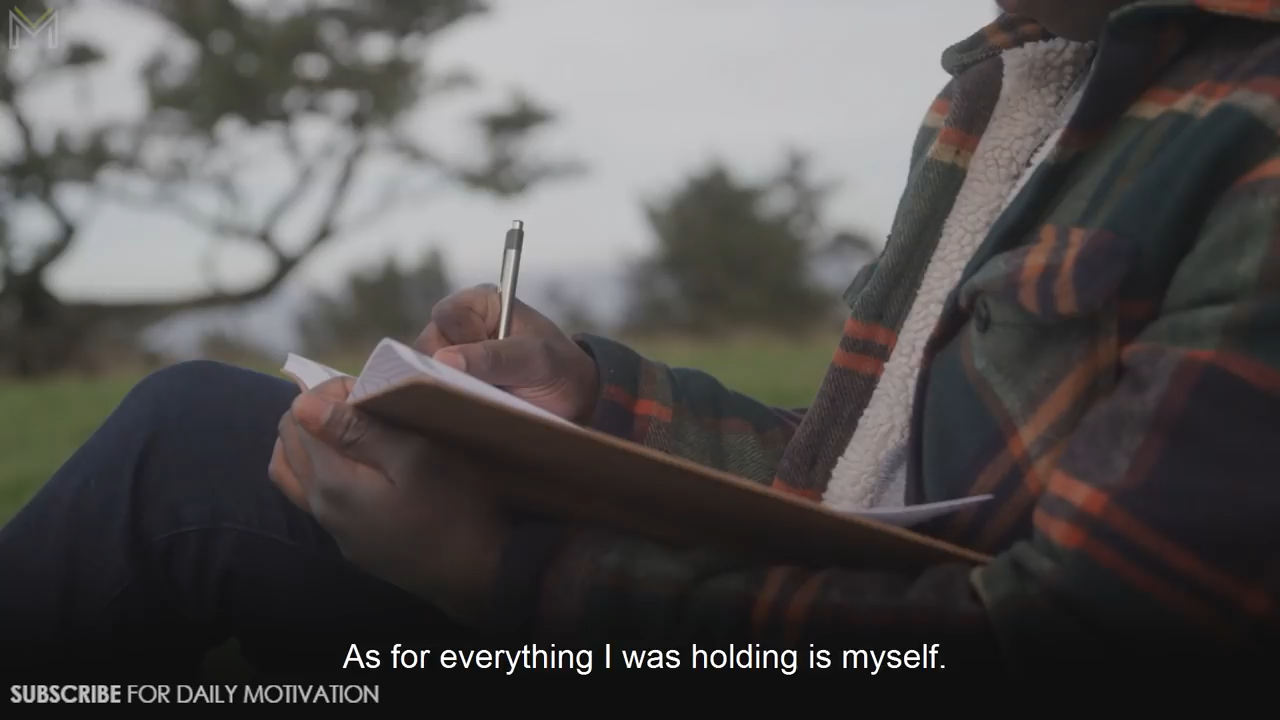 As for everything I was holding is myself.
SUBSCRIBE FOR DAILY MOTIVATION